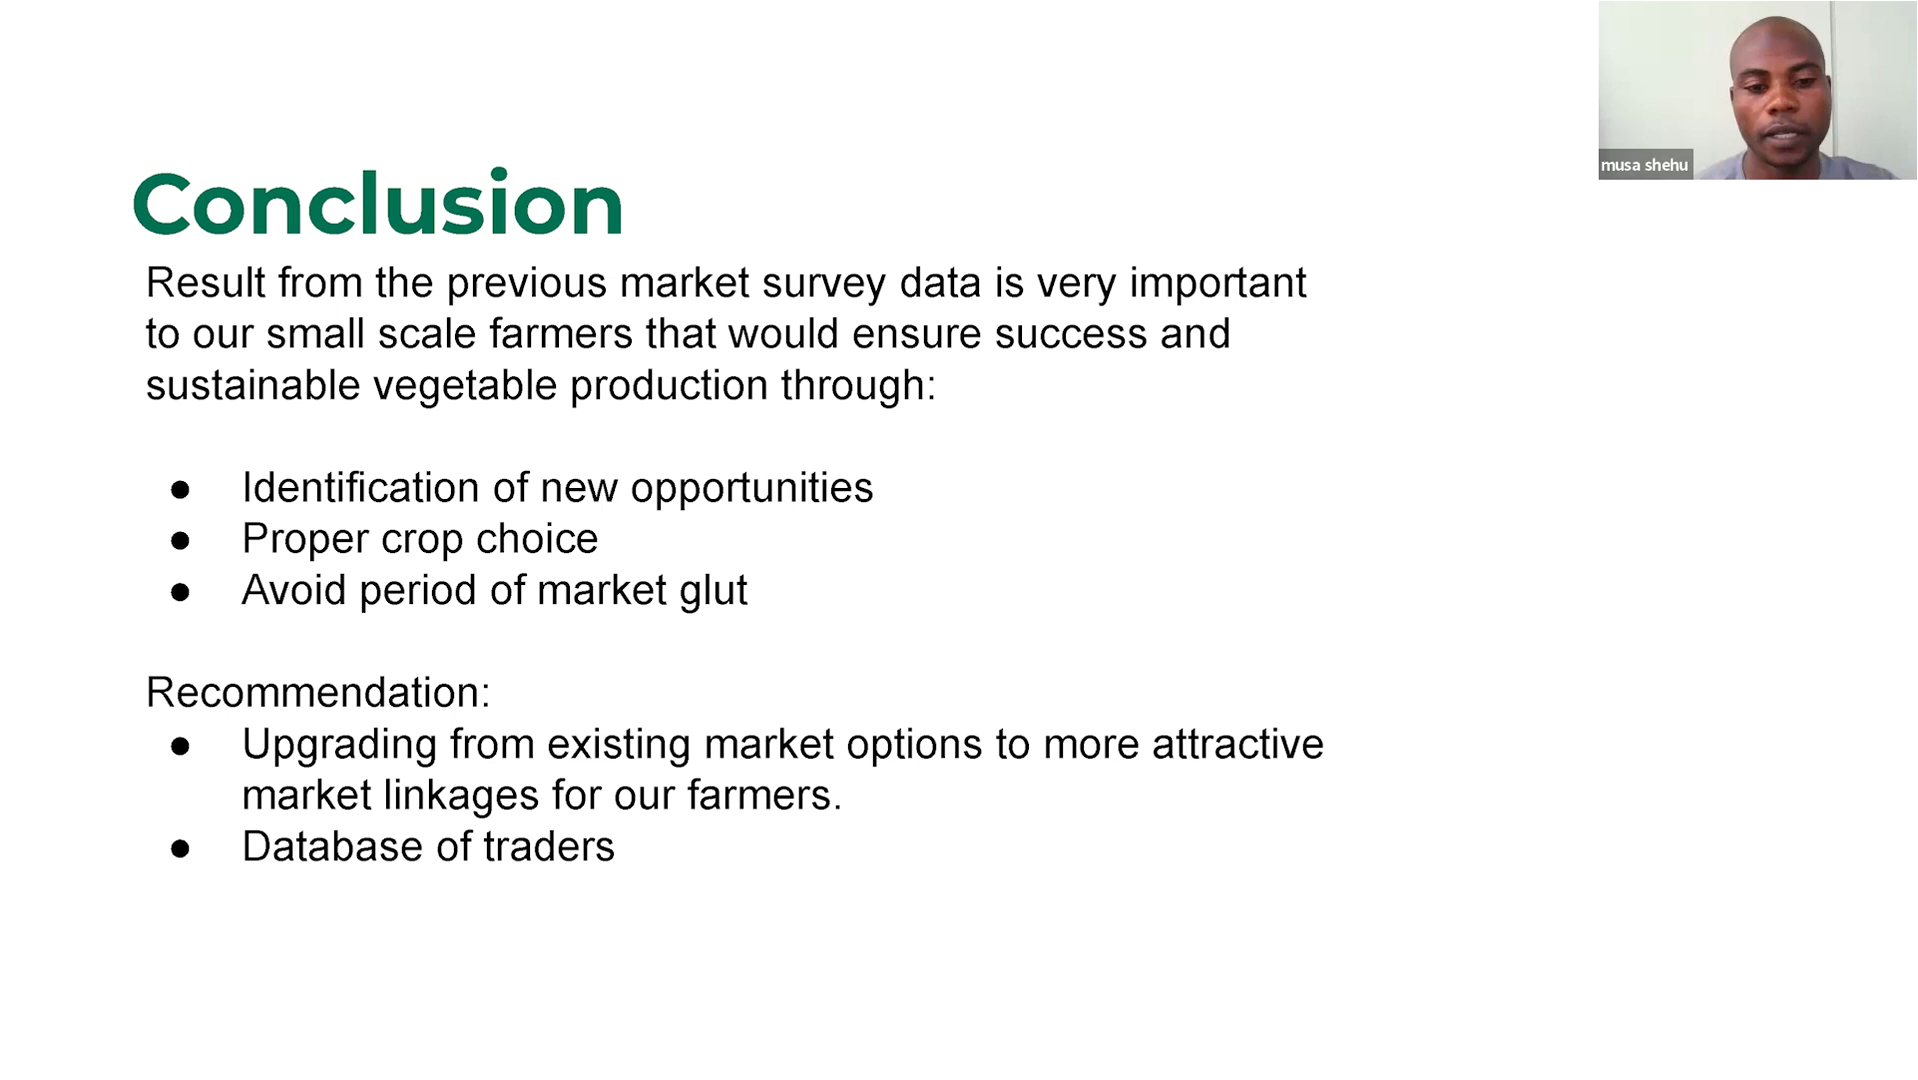 musa shehu
Conclusion
Result from the previous market survey data is very important
to our small scale farmers that would ensure success and
sustainable vegetable production through:
● Identification of new opportunities
● Proper crop choice
● Avoid period of market glut
Recommendation:
● Upgrading from existing market options to more attractive
market linkages for our farmers.
● Database of traders